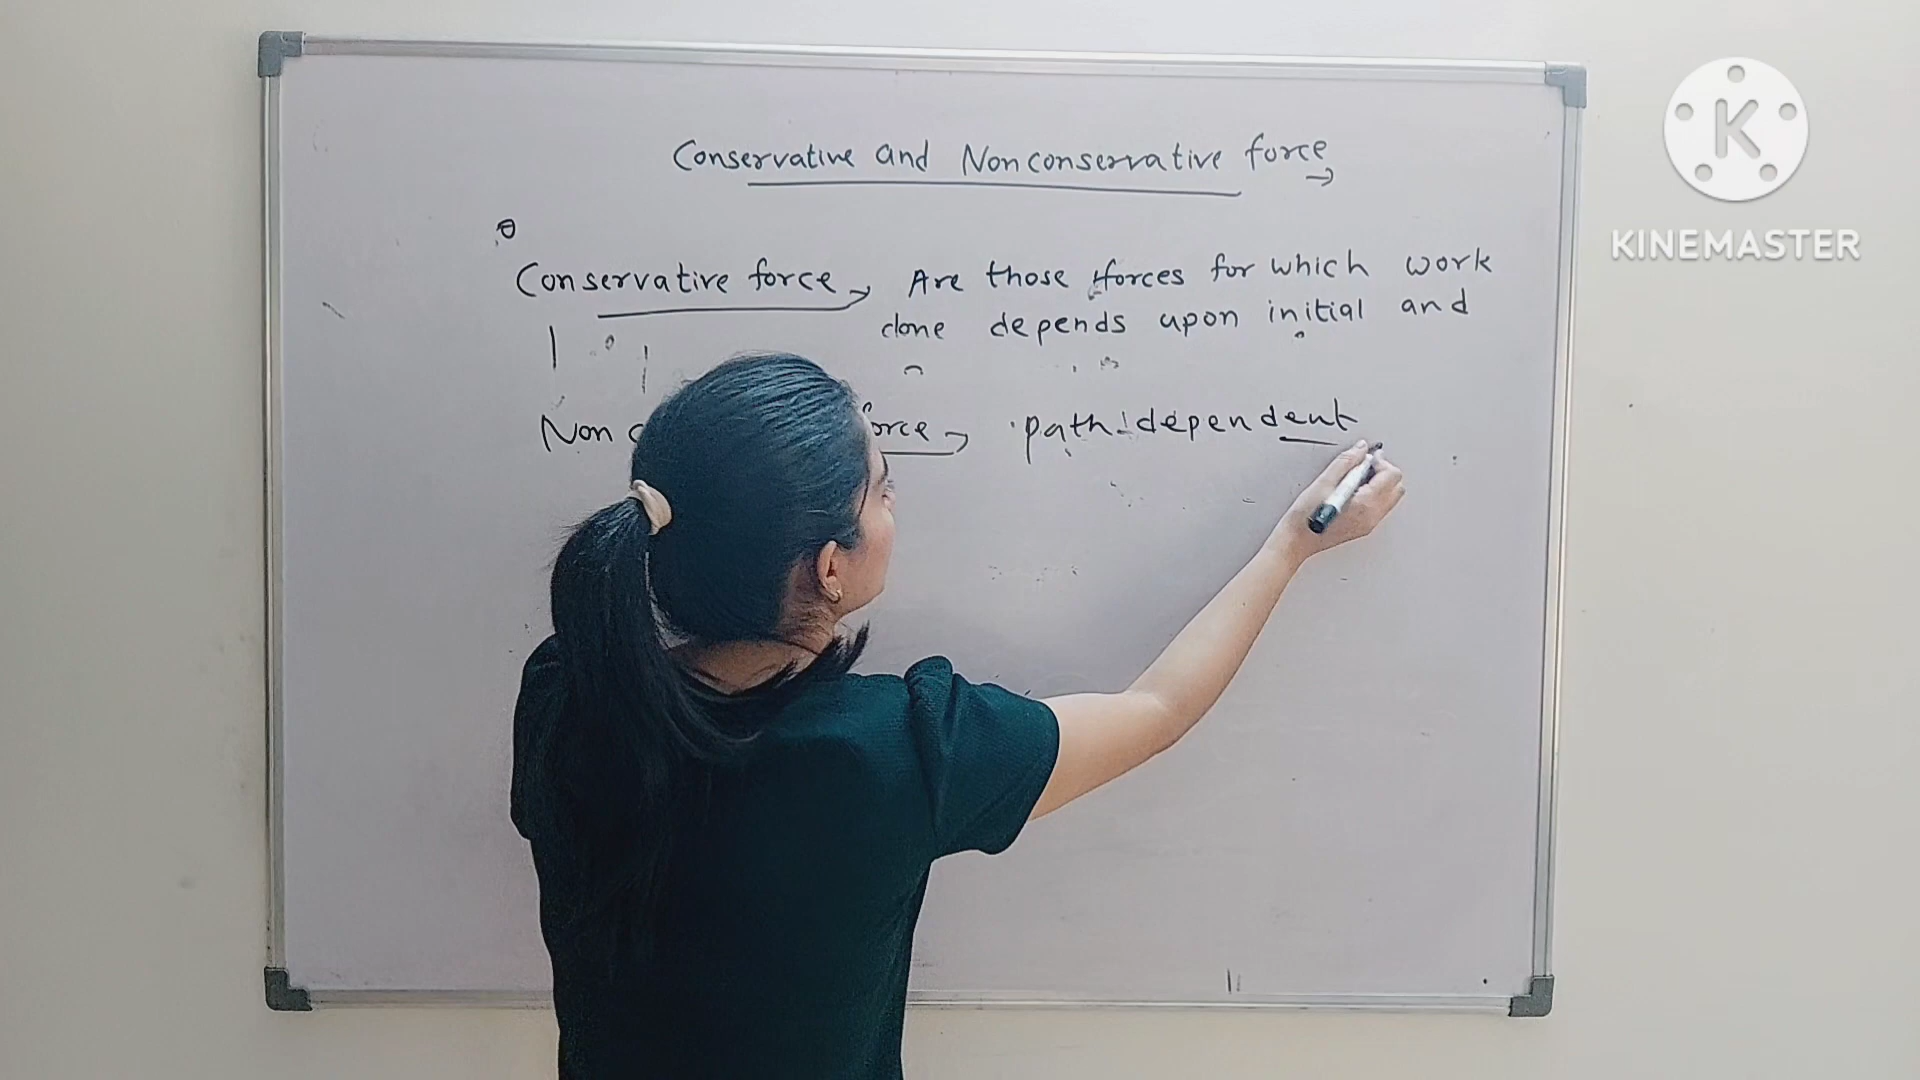 Conservative and Nonconservative force
Conservative force → Are those forces for which work
done depends upon initial and
Non force → path-dependent
K
KINEMASTER